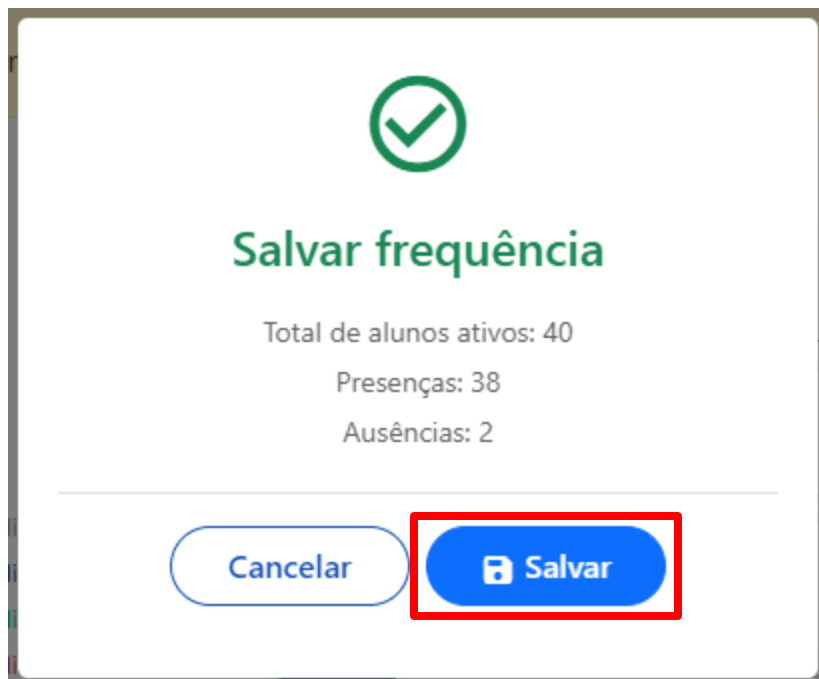 Salvar frequência
Total de alunos ativos: 40
Presenças: 38
Ausências: 2
Cancelar
Salvar